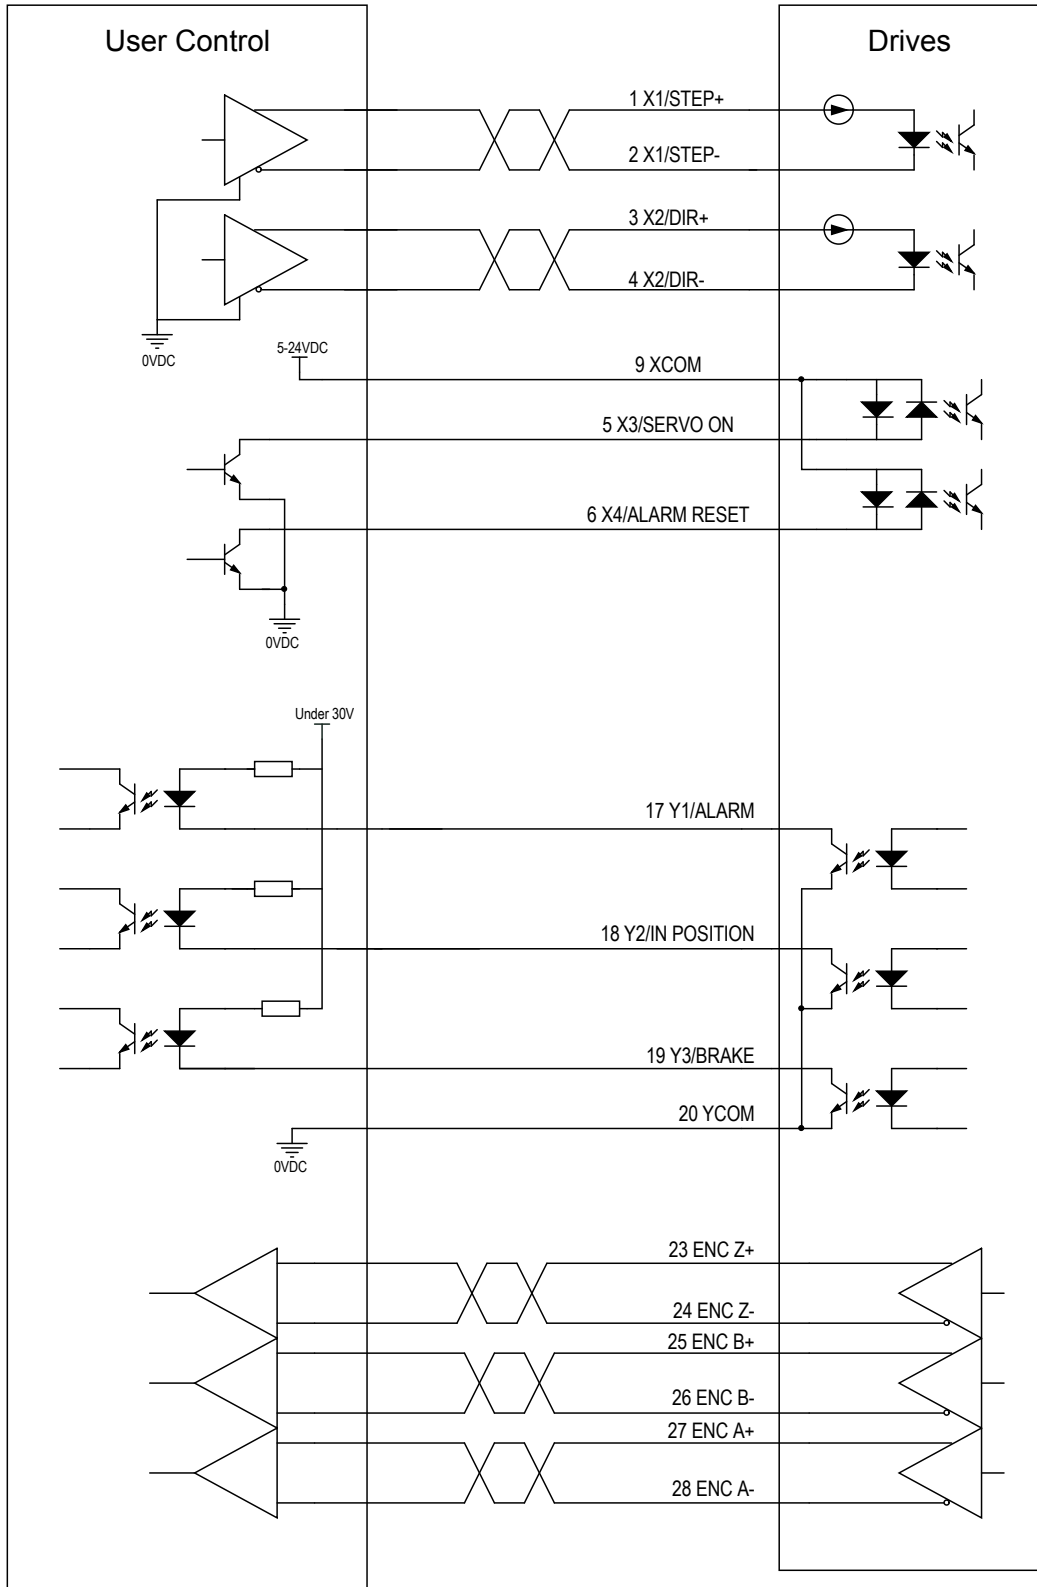 User Control
Drives
1 X1/STEP+
2 X1/STEP-
3 X2/DIR+
4 X2/DIR-
0VDC
5-24VDC
9 XCOM
5 X3/SERVO ON
6 X4/ALARM RESET
0VDC
Under 30V
17 Y1/ALARM
18 Y2/IN POSITION
19 Y3/BRAKE
20 YCOM
0VDC
23 ENC Z+
24 ENC Z-
25 ENC B+
26 ENC B-
27 ENC A+
28 ENC A-